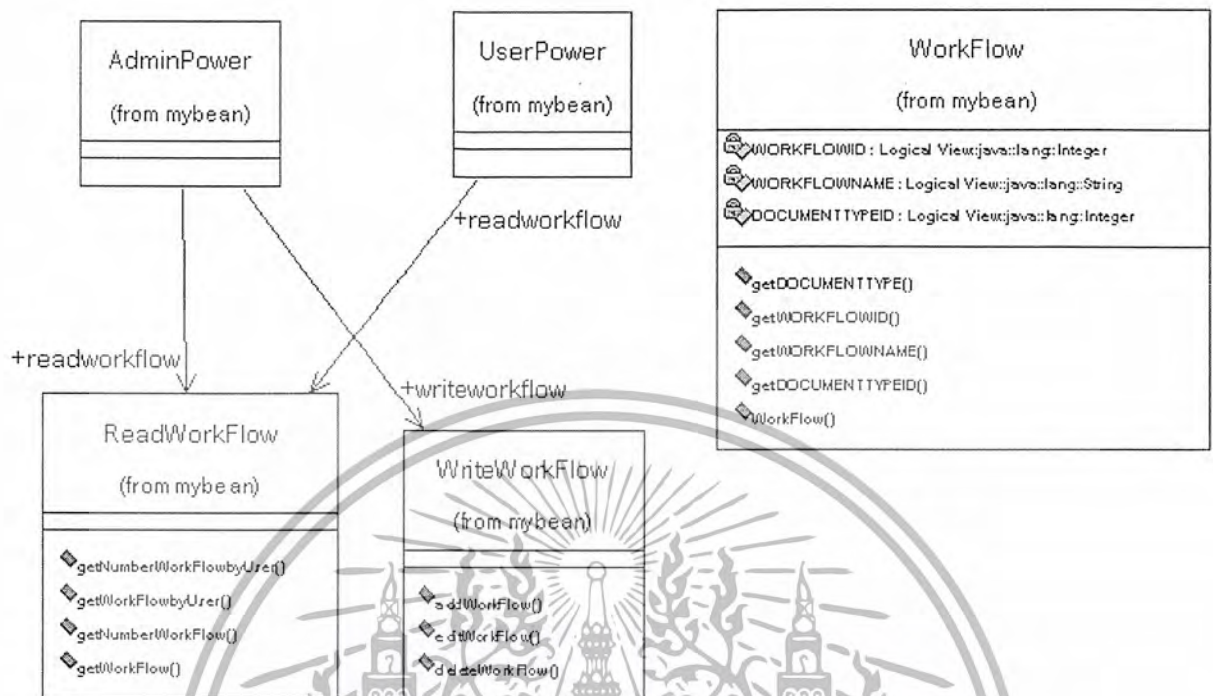 AdminPower
(from mybean)
UserPower
(from mybean)
WorkFlow
(from mybean)
WORKFLOWID : Logical View:java::lang:Integer
WORKFLOWNAME : Logical View::java::lang::String
DOCUMENTTYPEID : Logical View:java::lang:Integer
getDOCUMENTTYPE()
getWORKFLOWID()
getWORKFLOWNAME()
getDOCUMENTTYPEID()
WorkFlow()
+readworkflow
+readworkflow
+writeworkflow
ReadWorkFlow
(from mybean)
getNumberWorkFlowbyUser()
getWorkFlowbyUser()
getNumberWorkFlow()
getWorkFlow()
WriteWorkFlow
(from mybean)
addWorkFlow()
editWorkFlow()
deleteWorkFlow()